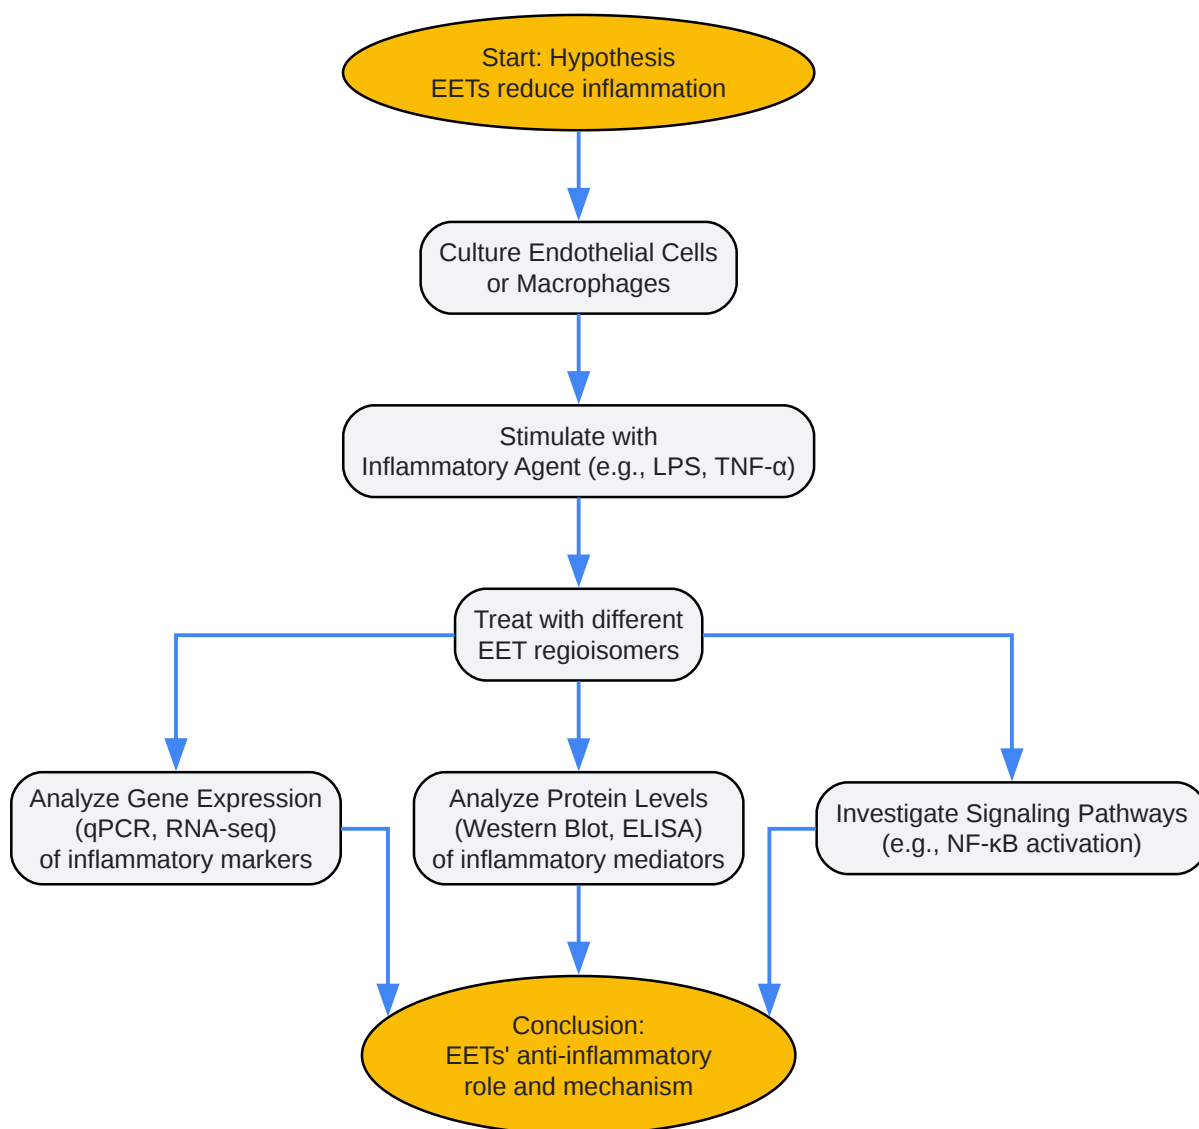 Start: Hypothesis
EETs reduce inflammation
Culture Endothelial Cells
or Macrophages
Stimulate with
Inflammatory Agent (e.g., LPS, TNF-α)
Treat with different
EET regioisomers
Analyze Gene Expression
(qPCR, RNA-seq)
of inflammatory markers
Analyze Protein Levels
(Western Blot, ELISA)
of inflammatory mediators
Investigate Signaling Pathways
(e.g., NF-κB activation)
Conclusion:
EETs' anti-inflammatory
role and mechanism